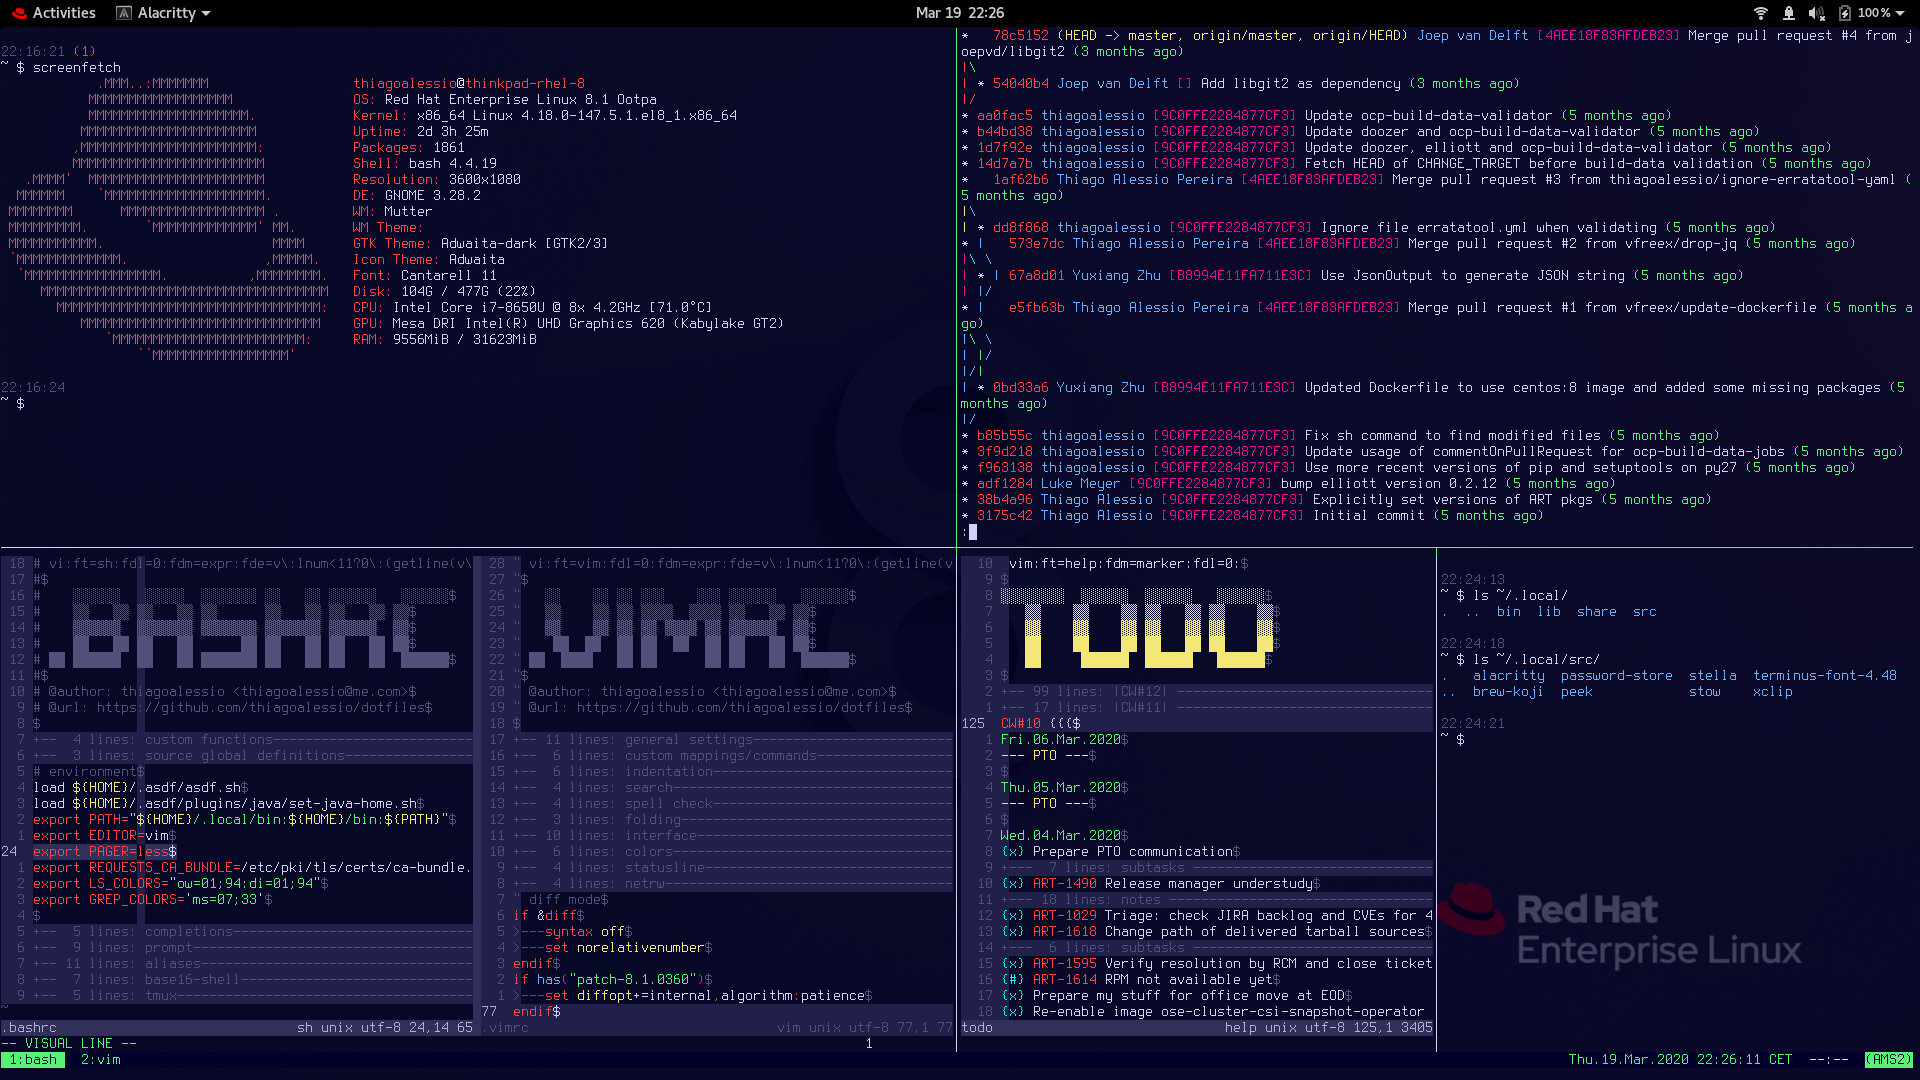 Activities Alacritty Mar 19 22:26 100%
22:16:21 (1)
~ $ screenfetch
thiagoalessio@thinkpad-rhel-8
OS: Red Hat Enterprise Linux 8.1 Ootpa
Kernel: x86_64 Linux 4.18.0-147.5.1.el8_1.x86_64
Uptime: 2d 3h 25m
Packages: 1861
Shell: bash 4.4.19
Resolution: 3600x1080
DE: GNOME 3.28.2
WM: Mutter
WM Theme:
GTK Theme: Adwaita-dark [GTK2/3]
Icon Theme: Adwaita
Font: Cantarell 11
Disk: 104G / 477G (22%)
CPU: Intel Core i7-8650U @ 8x 4.2GHz [71.0°C]
GPU: Mesa DRI Intel(R) UHD Graphics 620 (Kabylake GT2)
RAM: 9556MiB / 31623MiB
22:16:24
~ $
* 78c5152 (HEAD -> master, origin/master, origin/HEAD) Joep van Delft [4AEE18F83AFDEB23] Merge pull request #4 from j
oepvd/libgit2 (3 months ago)
|\
| * 54040b4 Joep van Delft [] Add libgit2 as dependency (3 months ago)
|/
* aa0fac5 thiagoalessio [9C0FFE2284877CF3] Update ocp-build-data-validator (5 months ago)
* b44bd38 thiagoalessio [9C0FFE2284877CF3] Update doozer and ocp-build-data-validator (5 months ago)
* 1d7f92e thiagoalessio [9C0FFE2284877CF3] Update doozer, elliott and ocp-build-data-validator (5 months ago)
* 14d7a7b thiagoalessio [9C0FFE2284877CF3] Fetch HEAD of CHANGE_TARGET before build-data validation (5 months ago)
* 1af62b6 Thiago Alessio Pereira [4AEE18F83AFDEB23] Merge pull request #3 from thiagoalessio/ignore-erratatool-yaml (
5 months ago)
|\
| * dd8f868 thiagoalessio [9C0FFE2284877CF3] Ignore file erratatool.yml when validating (5 months ago)
* | 573e7dc Thiago Alessio Pereira [4AEE18F83AFDEB23] Merge pull request #2 from vfreex/drop-jq (5 months ago)
|\ \
| * | 67a8d01 Yuxiang Zhu [B8994E11FA711E3C] Use JsonOutput to generate JSON string (5 months ago)
| |/
* | e5fb63b Thiago Alessio Pereira [4AEE18F83AFDEB23] Merge pull request #1 from vfreex/update-dockerfile (5 months a
go)
|\ \
| |/
|/|
| * 0bd33a6 Yuxiang Zhu [B8994E11FA711E3C] Updated Dockerfile to use centos:8 image and added some missing packages (5
months ago)
|/
* b85b55c thiagoalessio [9C0FFE2284877CF3] Fix sh command to find modified files (5 months ago)
* 3f9d218 thiagoalessio [9C0FFE2284877CF3] Update usage of commentOnPullRequest for ocp-build-data-jobs (5 months ago)
* f963138 thiagoalessio [9C0FFE2284877CF3] Use more recent versions of pip and setuptools on py27 (5 months ago)
* adf1284 Luke Meyer [9C0FFE2284877CF3] bump elliott version 0.2.12 (5 months ago)
* 38b4a96 Thiago Alessio [9C0FFE2284877CF3] Explicitly set versions of ART pkgs (5 months ago)
* 3175c42 Thiago Alessio [9C0FFE2284877CF3] Initial commit (5 months ago)
:
18 # vi:ft=sh:fdl=0:fdm=expr:fde=v\:lnum<11?0\:(getline(v\
17 #$
16 # $
15 # $
14 # .BASHRC $
13 # $
12 # $
11 #$
10 # @author: thiagoalessio <thiagoalessio@me.com>$
9 # @url: https://github.com/thiagoalessio/dotfiles$
8 $
7 +-- 4 lines: custom functions
6 +-- 3 lines: source global definitions
5 # environment$
4 load ${HOME}/.asdf/asdf.sh$
3 load ${HOME}/.asdf/plugins/java/set-java-home.sh$
2 export PATH="${HOME}/.local/bin:${HOME}/bin:${PATH}"$
1 export EDITOR=vim$
24 export PAGER=less$
1 export REQUESTS_CA_BUNDLE=/etc/pki/tls/certs/ca-bundle.
2 export LS_COLORS="ow=01;94:di=01;94"$
3 export GREP_COLORS='ms=07;33'$
4 $
5 +-- 5 lines: completions
6 +-- 9 lines: prompt
7 +-- 11 lines: aliases
8 +-- 7 lines: base16-shell
9 +-- 5 lines: tmux
~
.bashrc sh unix utf-8 24,14 65
28 " vi:ft=vim:fdl=0:fdm=expr:fde=v\:lnum<11?0\:(getline(v
27 "$
26 " $
25 " $
24 " .VIMRC $
23 " $
22 " $
21 "$
20 " @author: thiagoalessio <thiagoalessio@me.com>$
19 " @url: https://github.com/thiagoalessio/dotfiles$
18 $
17 +-- 11 lines: general settings
16 +-- 6 lines: custom mappings/commands
15 +-- 6 lines: indentation
14 +-- 4 lines: search
13 +-- 4 lines: spell check
12 +-- 3 lines: folding
11 +-- 10 lines: interface
10 +-- 6 lines: colors
9 +-- 4 lines: statusline
8 +-- 4 lines: netrw
7 " diff mode$
6 if &diff$
5 >---syntax off$
4 >---set norelativenumber$
3 endif$
2 if has("patch-8.1.0360")$
1 >---set diffopt+=internal,algorithm:patience$
77 endif$
.vimrc vim unix utf-8 77,1 77
-- VISUAL LINE -- 1
10 vim:ft=help:fdm=marker:fdl=0:$
9 $
8 $
7 $
6 TODO $
5 $
4 $
3 $
2 +-- 99 lines: |CW#12|
1 +-- 17 lines: |CW#11|
125 CW#10 {{{$
1 Fri.06.Mar.2020$
2 --- PTO ---$
3 $
4 Thu.05.Mar.2020$
5 --- PTO ---$
6 $
7 Wed.04.Mar.2020$
8 {x} Prepare PTO communication$
9 +--- 7 lines: subtasks
10 {x} ART-1490 Release manager understudy$
11 +--- 18 lines: notes
12 {x} ART-1029 Triage: check JIRA backlog and CVEs for 4
13 {x} ART-1618 Change path of delivered tarball sources$
14 +--- 6 lines: subtasks
15 {x} ART-1595 Verify resolution by RCM and close ticket
16 {#} ART-1614 RPM not available yet$
17 {x} Prepare my stuff for office move at EOD$
18 {x} Re-enable image ose-cluster-csi-snapshot-operator
todo help unix utf-8 125,1 3405
22:24:13
~ $ ls ~/.local/
. .. bin lib share src
22:24:18
~ $ ls ~/.local/src/
. alacritty password-store stella terminus-font-4.48
.. brew-koji peek stow xclip
22:24:21
~ $
Red Hat
Enterprise Linux
1:bash 2:vim Thu.19.Mar.2020 22:26:11 CET --:-- (AMS2)